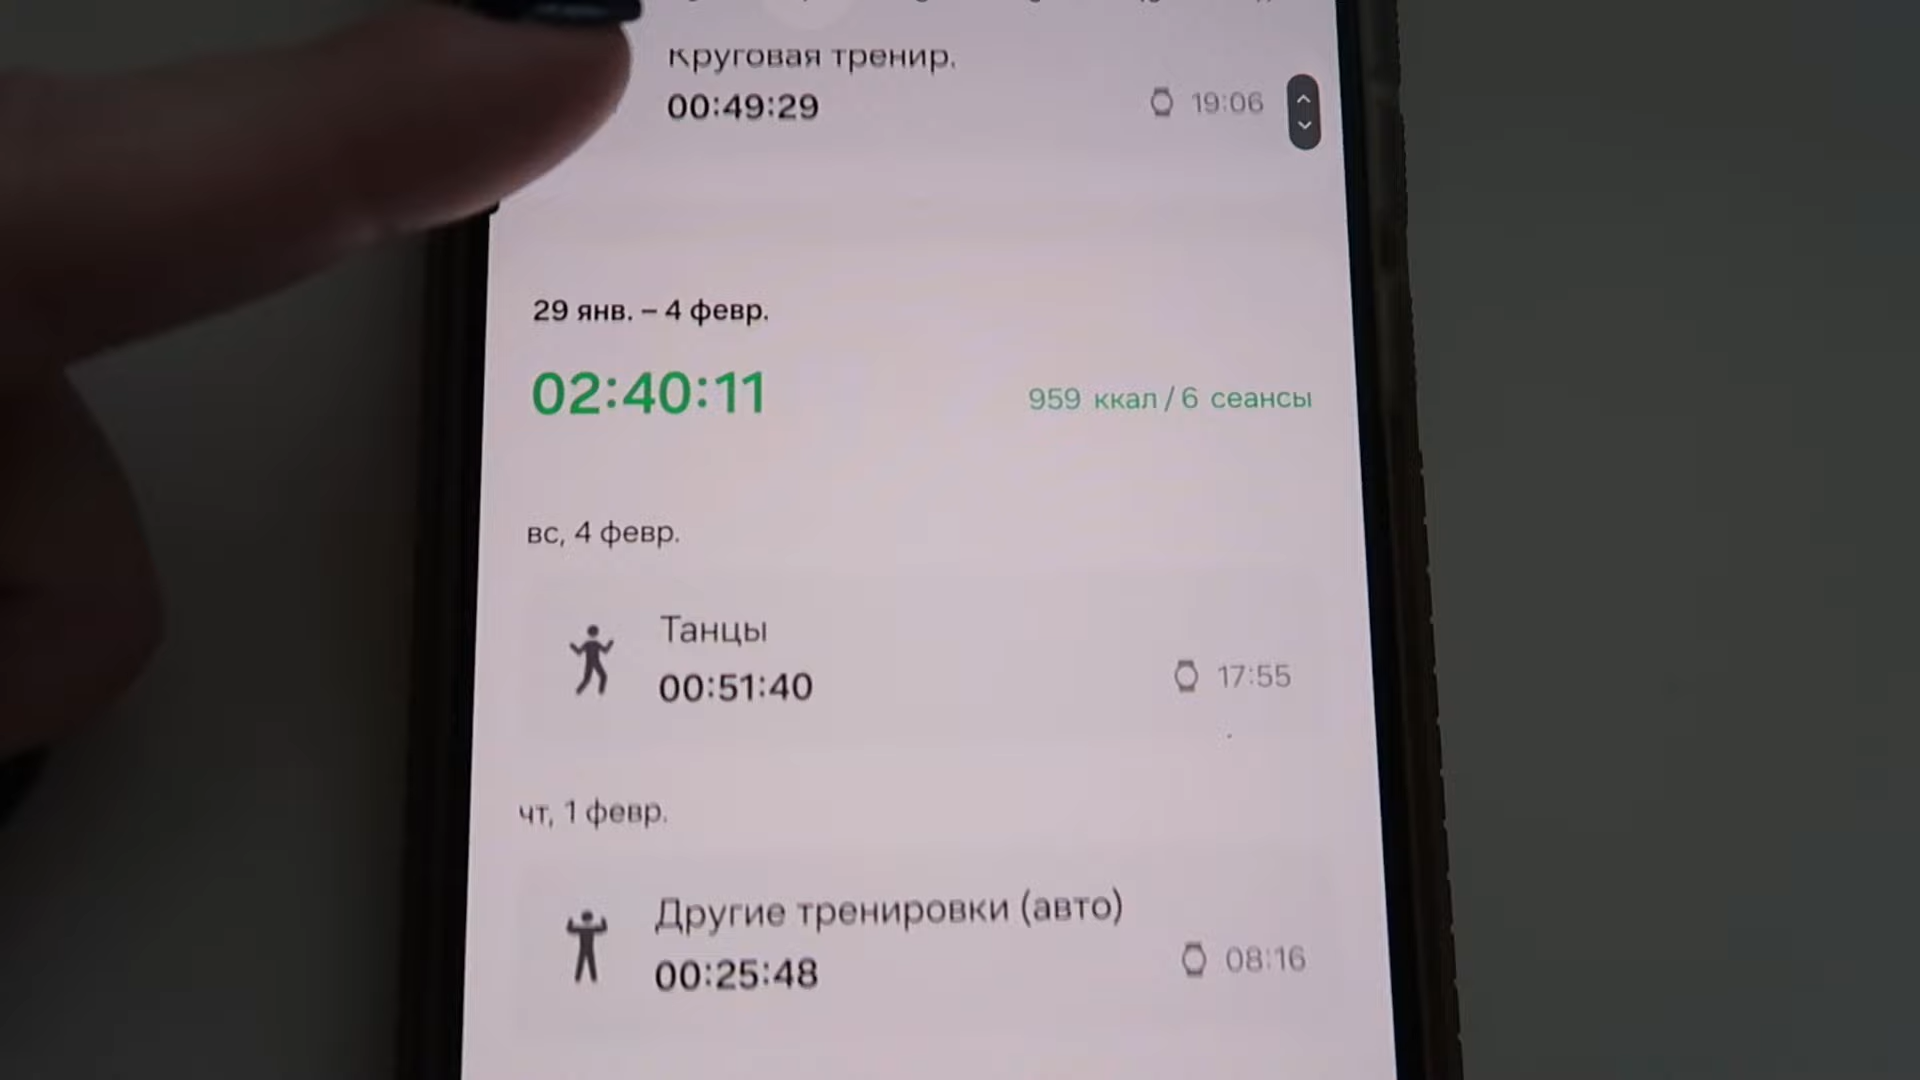 Круговая тренир.
00:49:29
19:06
29 янв. – 4 февр.
02:40:11
959 ккал / 6 сеансы
вс, 4 февр.
Танцы
00:51:40
17:55
чт, 1 февр.
Другие тренировки (авто)
00:25:48
08:16